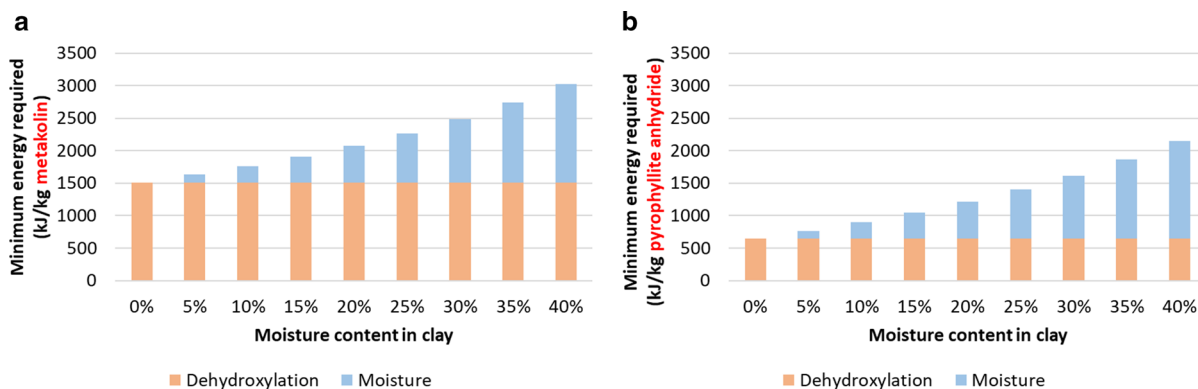 a
Minimum energy required
(kJ/kg metakolin)
3500
3000
2500
2000
1500
1000
500
0
0% 5% 10% 15% 20% 25% 30% 35% 40%
Moisture content in clay
Dehydroxylation Moisture
b
Minimum energy required
(kJ/kg pyrophyllite anhydride)
3500
3000
2500
2000
1500
1000
500
0
0% 5% 10% 15% 20% 25% 30% 35% 40%
Moisture content in clay
Dehydroxylation Moisture